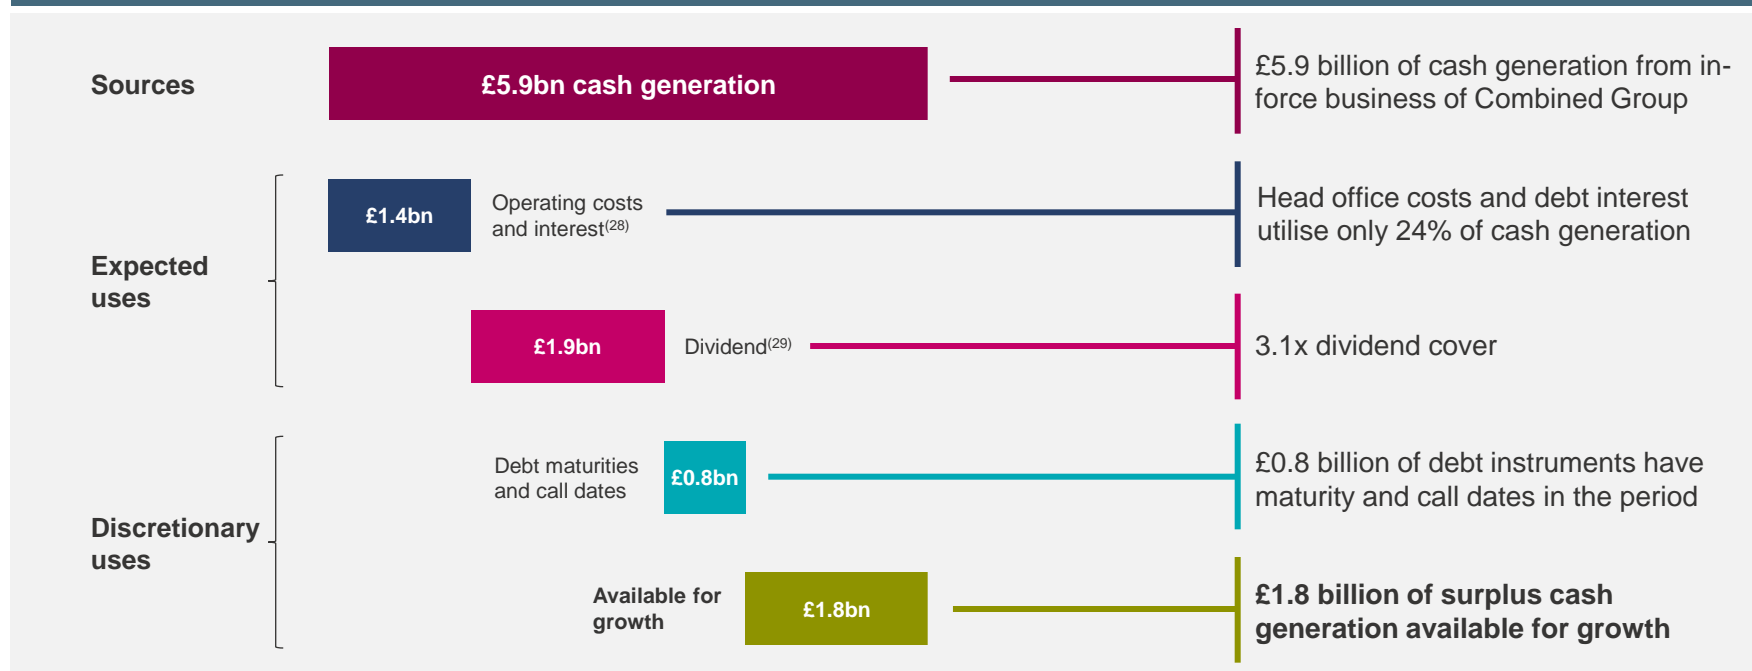 Sources
£5.9bn cash generation
£5.9 billion of cash generation from in-
force business of Combined Group
Expected
uses
£1.4bn
Operating costs
and interest(28)
Head office costs and debt interest
utilise only 24% of cash generation
£1.9bn
Dividend(29)
3.1x dividend cover
Discretionary
uses
Debt maturities
and call dates
£0.8bn
£0.8 billion of debt instruments have
maturity and call dates in the period
Available for
growth
£1.8bn
£1.8 billion of surplus cash
generation available for growth